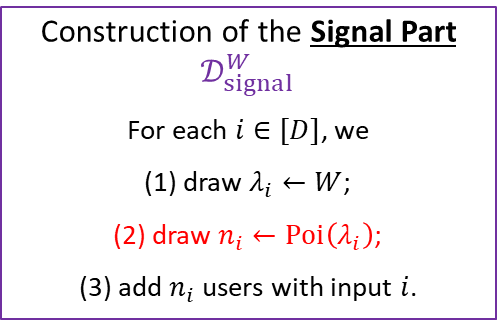 Construction of the Signal Part
𝒟^W_signal
For each i ∈ [D], we
(1) draw λ_i ← W;
(2) draw n_i ← Poi(λ_i);
(3) add n_i users with input i.